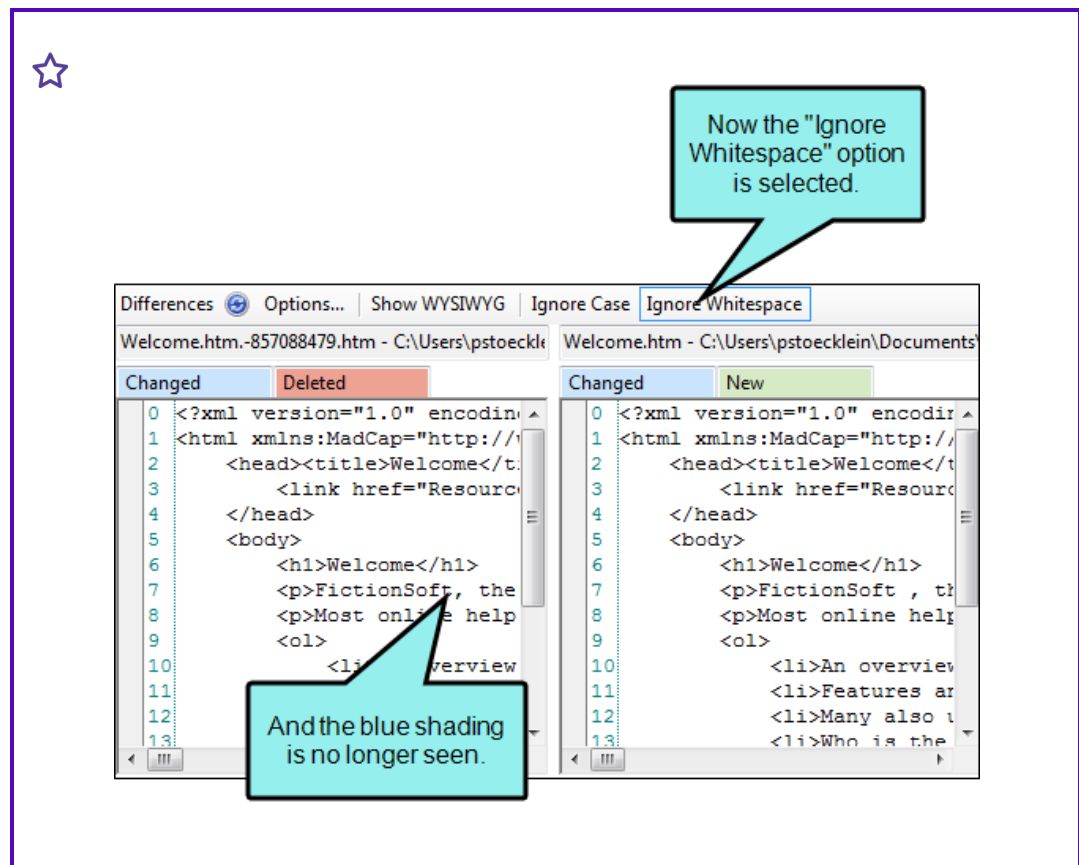 Now the "Ignore
Whitespace" option
is selected.
Differences Options... Show WYSIWYG Ignore Case Ignore Whitespace
Welcome.htm.-857088479.htm - C:\Users\pstoeckle
Welcome.htm - C:\Users\pstoecklein\Documents\
Changed Deleted
Changed New
0 <?xml version="1.0" encodin
1 <html xmlns:MadCap="http://
2 <head><title>Welcome</t
3 <link href="Resourc
4 </head>
5 <body>
6 <h1>Welcome</h1>
7 <p>FictionSoft, the
8 <p>Most online help
9 <ol>
10 <li> overview
11
12
13
And the blue shading
is no longer seen.
0 <?xml version="1.0" encodin
1 <html xmlns:MadCap="http://
2 <head><title>Welcome</t
3 <link href="Resourc
4 </head>
5 <body>
6 <h1>Welcome</h1>
7 <p>FictionSoft , th
8 <p>Most online help
9 <ol>
10 <li>An overview
11 <li>Features an
12 <li>Many also u
13 <li>Who is the